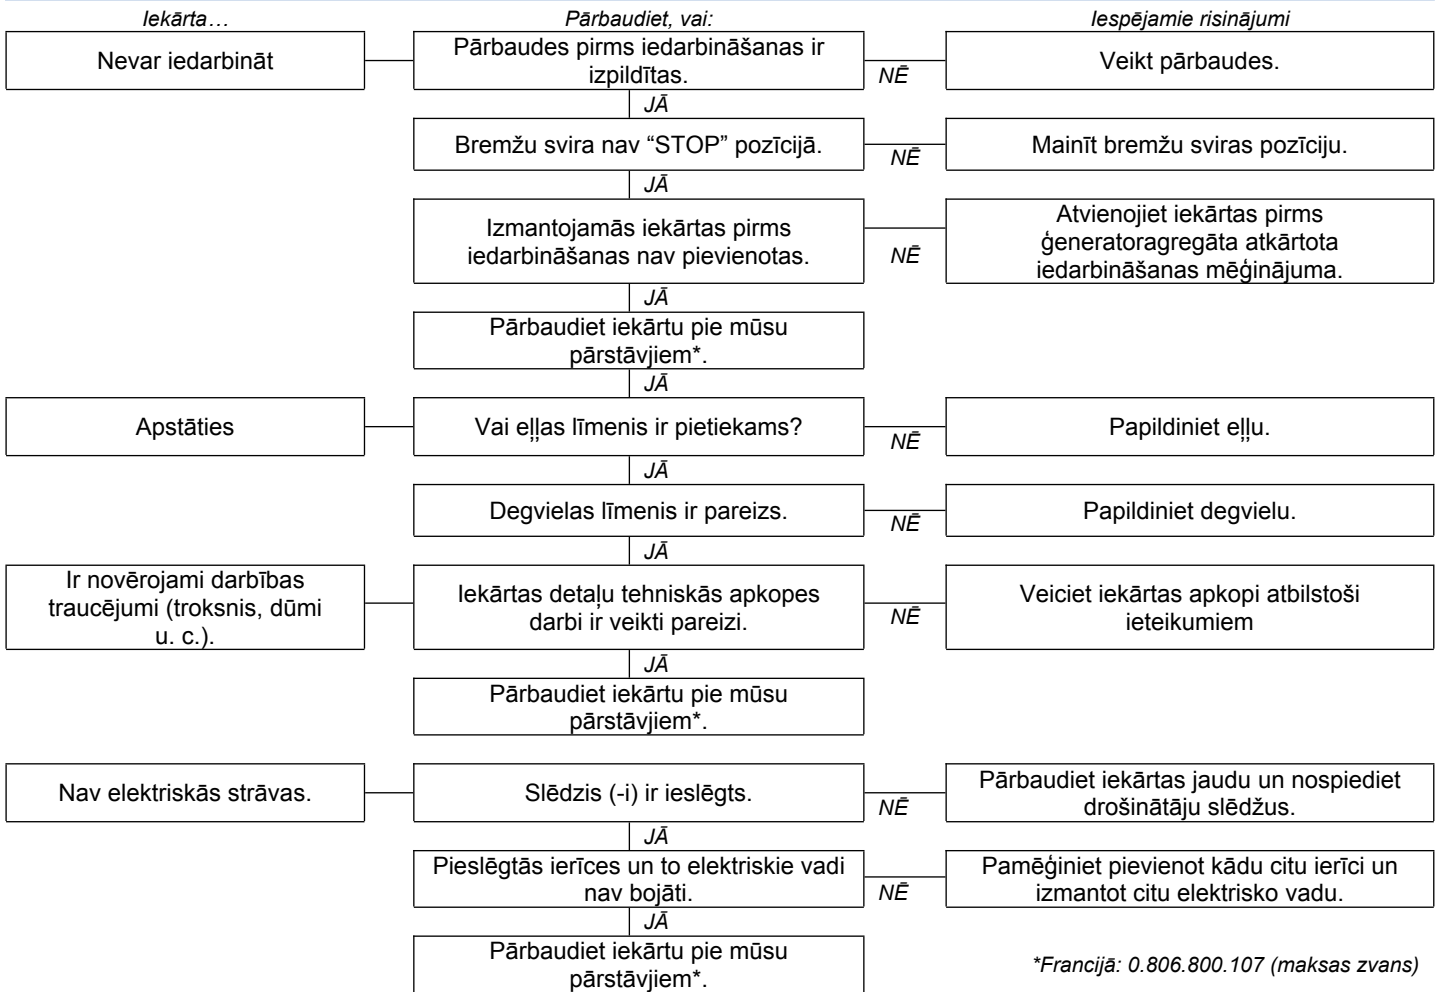 Iekārta…
Pārbaudiet, vai:
Iespējamie risinājumi
Nevar iedarbināt
Pārbaudes pirms iedarbināšanas ir
izpildītas.
NĒ
Veikt pārbaudes.
JĀ
Bremžu svira nav “STOP” pozīcijā.
NĒ
Mainīt bremžu sviras pozīciju.
JĀ
Izmantojamās iekārtas pirms
iedarbināšanas nav pievienotas.
NĒ
Atvienojiet iekārtas pirms
ģeneratoragregāta atkārtota
iedarbināšanas mēģinājuma.
JĀ
Pārbaudiet iekārtu pie mūsu
pārstāvjiem*.
JĀ
Apstāties
Vai eļļas līmenis ir pietiekams?
NĒ
Papildiniet eļļu.
JĀ
Degvielas līmenis ir pareizs.
NĒ
Papildiniet degvielu.
JĀ
Ir novērojami darbības
traucējumi (troksnis, dūmi
u. c.).
Iekārtas detaļu tehniskās apkopes
darbi ir veikti pareizi.
NĒ
Veiciet iekārtas apkopi atbilstoši
ieteikumiem
JĀ
Pārbaudiet iekārtu pie mūsu
pārstāvjiem*.
Nav elektriskās strāvas.
Slēdzis (-i) ir ieslēgts.
NĒ
Pārbaudiet iekārtas jaudu un nospiediet
drošinātāju slēdžus.
JĀ
Pieslēgtās ierīces un to elektriskie vadi
nav bojāti.
NĒ
Pamēģiniet pievienot kādu citu ierīci un
izmantot citu elektrisko vadu.
JĀ
Pārbaudiet iekārtu pie mūsu
pārstāvjiem*.
*Francijā: 0.806.800.107 (maksas zvans)